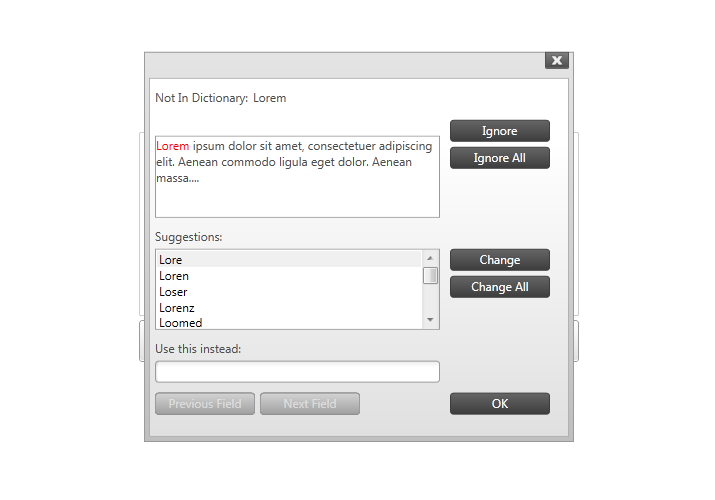 Not In Dictionary: Lorem
Ignore
Lorem ipsum dolor sit amet, consectetuer adipiscing
elit. Aenean commodo ligula eget dolor. Aenean
massa....
Ignore All
Suggestions:
Lore
Loren
Loser
Lorenz
Loomed
Change
Change All
Use this instead:
Previous Field
Next Field
OK